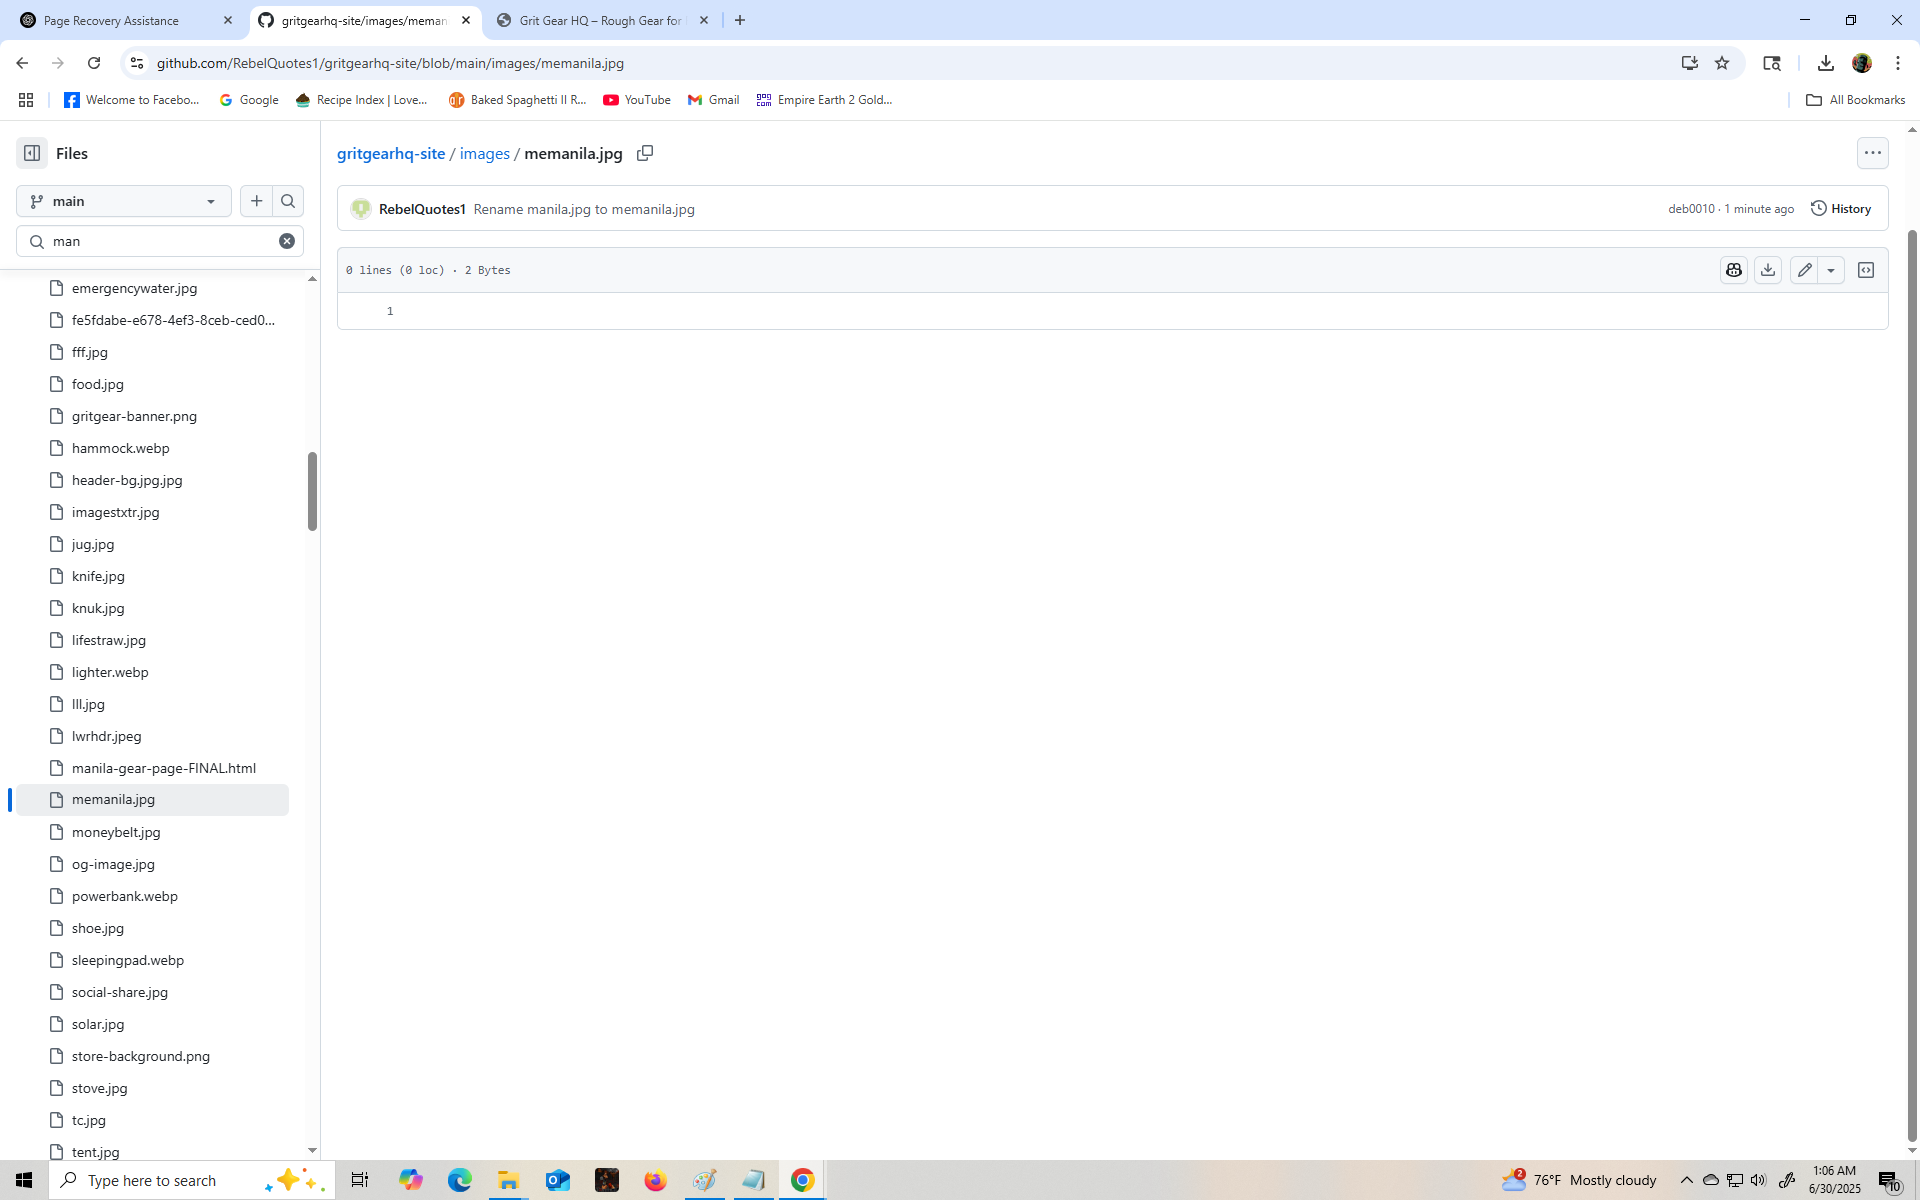 Page Recovery Assistance
gritgearhq-site/images/meman
Grit Gear HQ – Rough Gear for
github.com/RebelQuotes1/gritgearhq-site/blob/main/images/memanila.jpg
Welcome to Facebo...
Google
Recipe Index | Love...
Baked Spaghetti II R...
YouTube
Gmail
Empire Earth 2 Gold...
All Bookmarks
Files
gritgearhq-site / images / memanila.jpg
main
RebelQuotes1 Rename manila.jpg to memanila.jpg
deb0010 · 1 minute ago
History
man
0 lines (0 loc) · 2 Bytes
1
emergencywater.jpg
fe5fdabe-e678-4ef3-8ceb-ced0...
fff.jpg
food.jpg
gritgear-banner.png
hammock.webp
header-bg.jpg.jpg
imagestxtr.jpg
jug.jpg
knife.jpg
knuk.jpg
lifestraw.jpg
lighter.webp
lll.jpg
lwrhdr.jpeg
manila-gear-page-FINAL.html
memanila.jpg
moneybelt.jpg
og-image.jpg
powerbank.webp
shoe.jpg
sleepingpad.webp
social-share.jpg
solar.jpg
store-background.png
stove.jpg
tc.jpg
tent.jpg
Type here to search
2
76°F Mostly cloudy
1:06 AM
6/30/2025
10